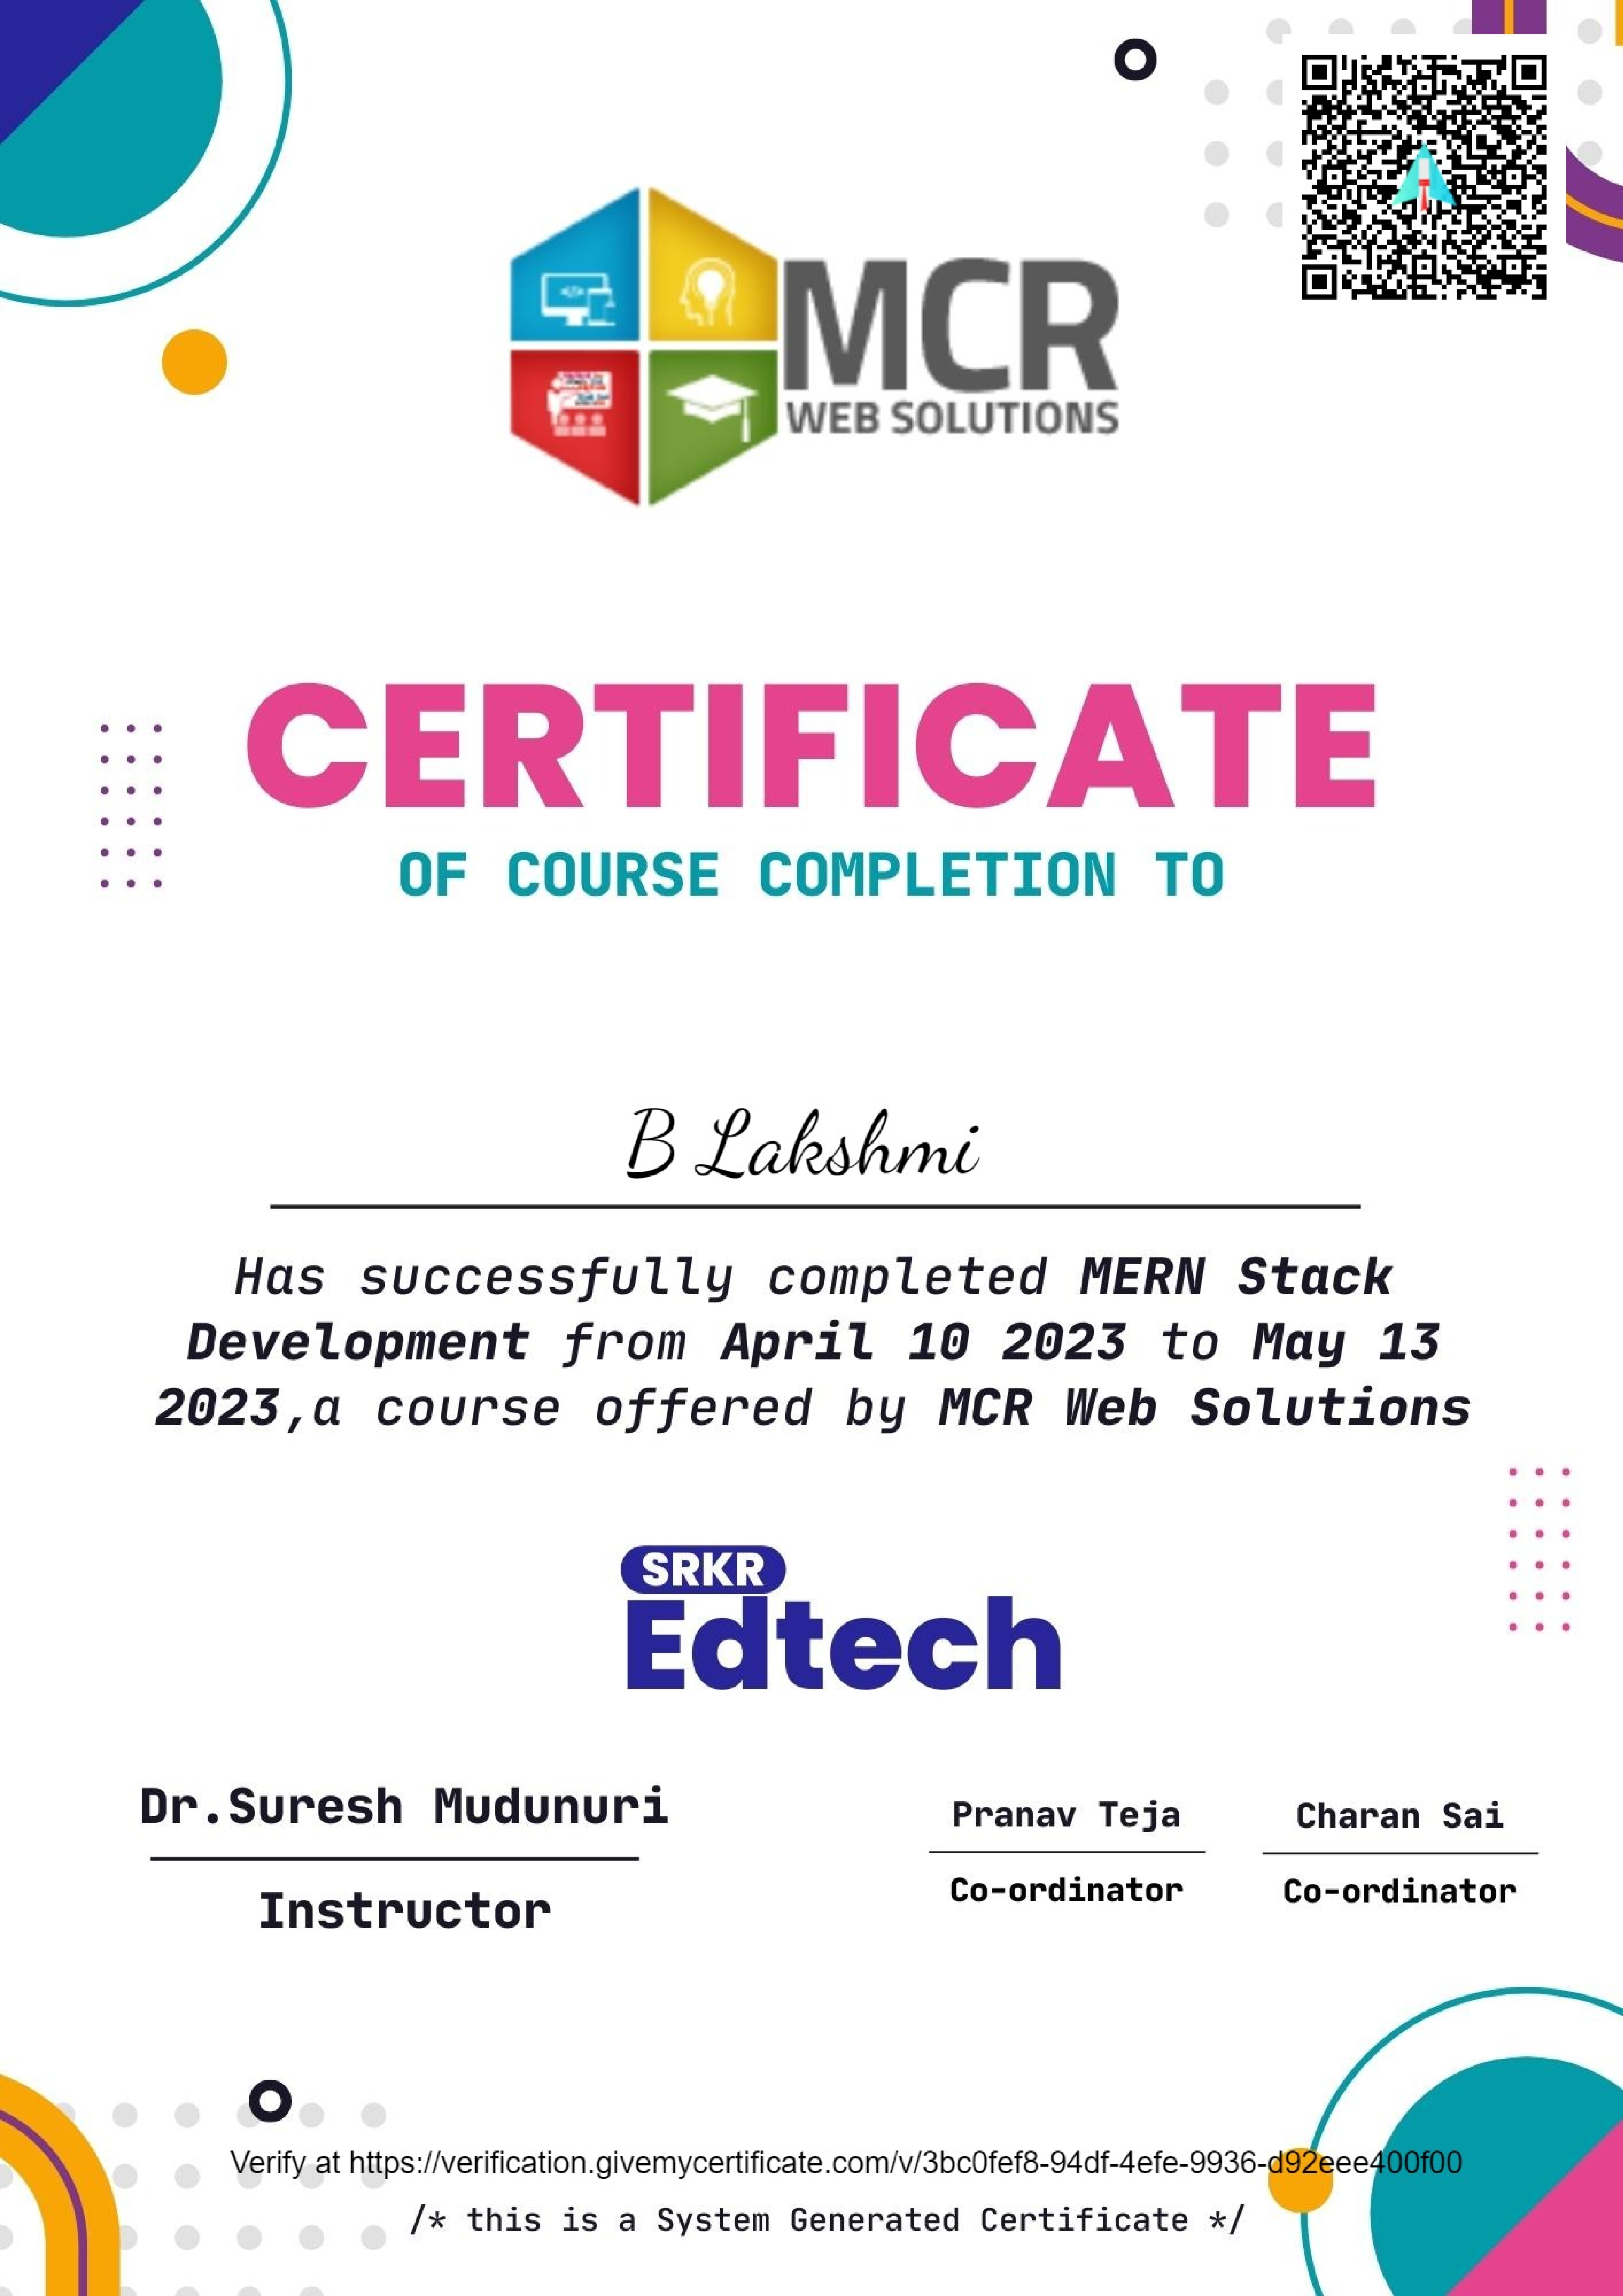 MCR
WEB SOLUTIONS
CERTIFICATE
OF COURSE COMPLETION TO
B Lakshmi
Has successfully completed MERN Stack
Development from April 10 2023 to May 13
2023,a course offered by MCR Web Solutions
SRKR
Edtech
Dr.Suresh Mudunuri
Instructor
Pranav Teja
Co-ordinator
Charan Sai
Co-ordinator
Verify at https://verification.givemycertificate.com/v/3bc0fef8-94df-4efe-9936-d92eee400f00
/* this is a System Generated Certificate */